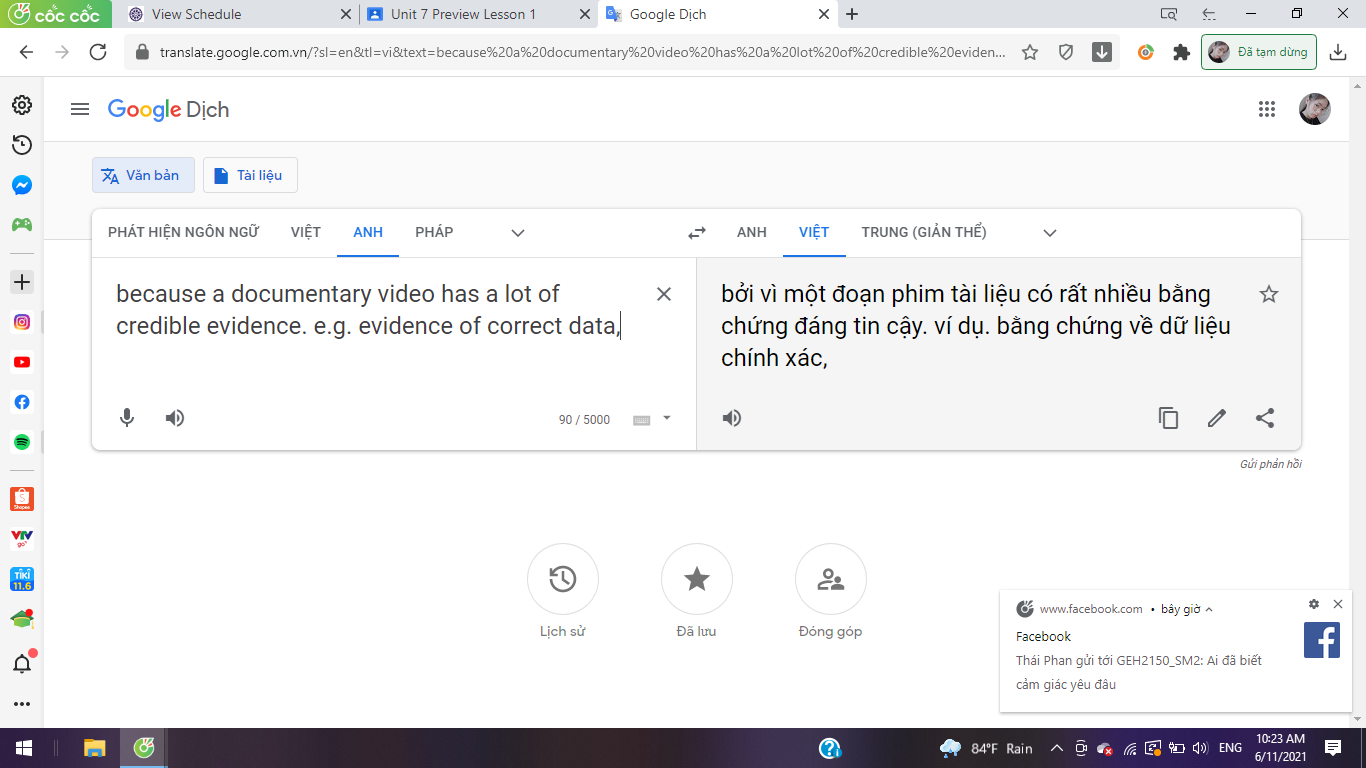 cốc cốc
View Schedule
Unit 7 Preview Lesson 1
Google Dịch
translate.google.com.vn/?sl=en&tl=vi&text=because%20a%20documentary%20video%20has%20a%20lot%20of%20credible%20eviden...
Đã tạm dừng
Google Dịch
Văn bản
Tài liệu
PHÁT HIỆN NGÔN NGỮ VIỆT ANH PHÁP
ANH VIỆT TRUNG (GIẢN THỂ)
because a documentary video has a lot of
credible evidence. e.g. evidence of correct data,
90 / 5000
bởi vì một đoạn phim tài liệu có rất nhiều bằng
chứng đáng tin cậy. ví dụ. bằng chứng về dữ liệu
chính xác,
Gửi phản hồi
Lịch sử
Đã lưu
Đóng góp
Shopee
VTV
go
TIKI
11.6
www.facebook.com • bây giờ
Facebook
Thái Phan gửi tới GEH2150_SM2: Ai đã biết
cảm giác yêu đâu
84°F Rain
ENG
10:23 AM
6/11/2021